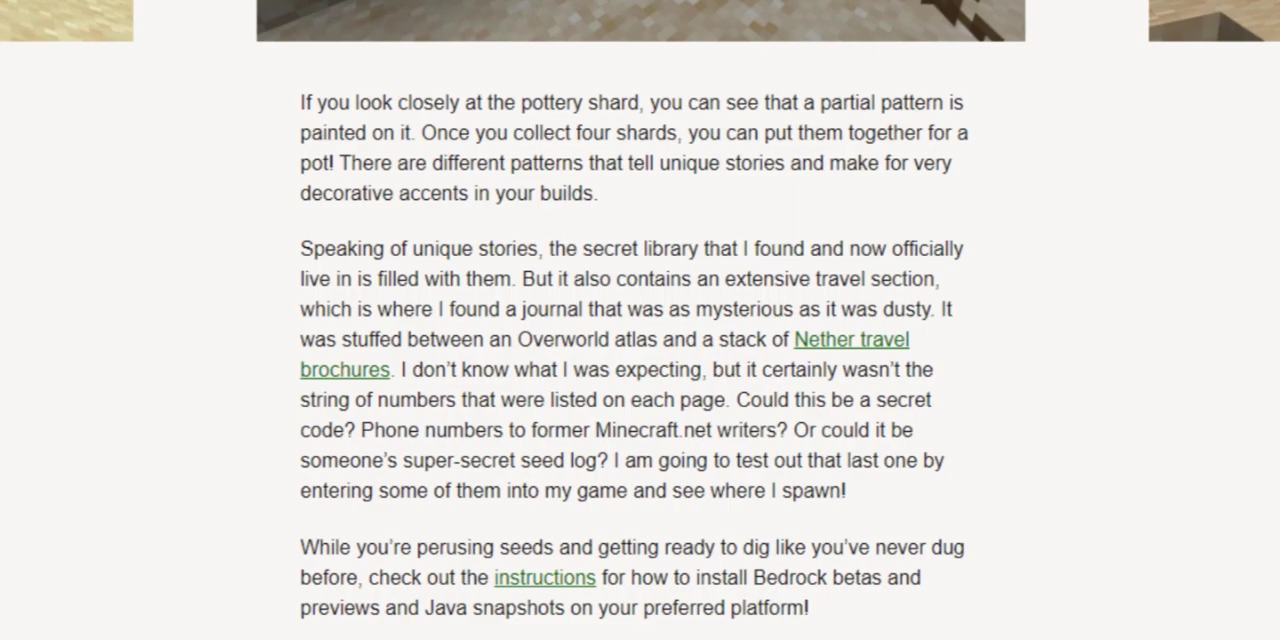 If you look closely at the pottery shard, you can see that a partial pattern is
painted on it. Once you collect four shards, you can put them together for a
pot! There are different patterns that tell unique stories and make for very
decorative accents in your builds.
Speaking of unique stories, the secret library that I found and now officially
live in is filled with them. But it also contains an extensive travel section,
which is where I found a journal that was as mysterious as it was dusty. It
was stuffed between an Overworld atlas and a stack of Nether travel
brochures. I don’t know what I was expecting, but it certainly wasn’t the
string of numbers that were listed on each page. Could this be a secret
code? Phone numbers to former Minecraft.net writers? Or could it be
someone’s super-secret seed log? I am going to test out that last one by
entering some of them into my game and see where I spawn!
While you’re perusing seeds and getting ready to dig like you’ve never dug
before, check out the instructions for how to install Bedrock betas and
previews and Java snapshots on your preferred platform!